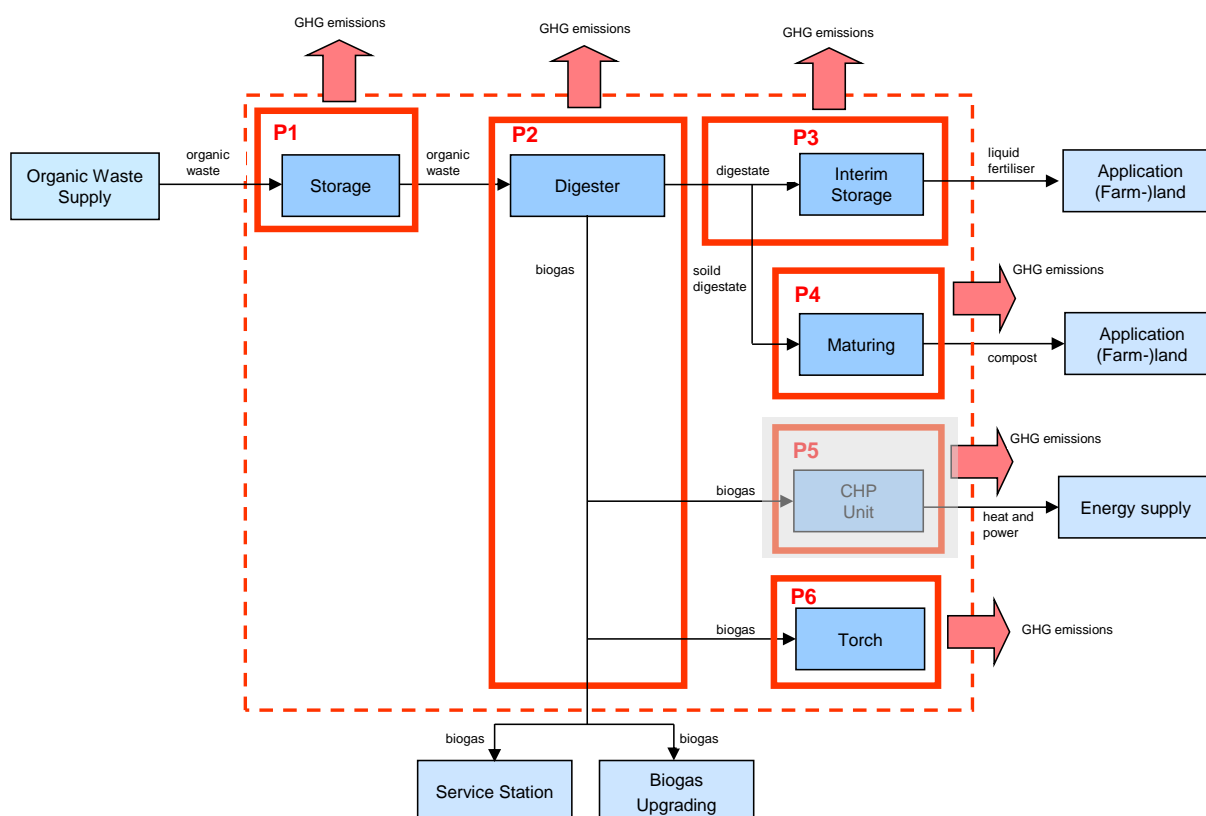 GHG emissions
GHG emissions
GHG emissions
P1
P2
P3
Organic Waste
Supply
organic
waste
Storage
organic
waste
Digester
digestate
Interim
Storage
liquid
fertiliser
Application
(Farm-)land
biogas
soild
digestate
P4
GHG emissions
Maturing
compost
Application
(Farm-)land
P5
GHG emissions
biogas
CHP
Unit
heat and
power
Energy supply
P6
biogas
Torch
GHG emissions
biogas
biogas
Service Station
Biogas
Upgrading